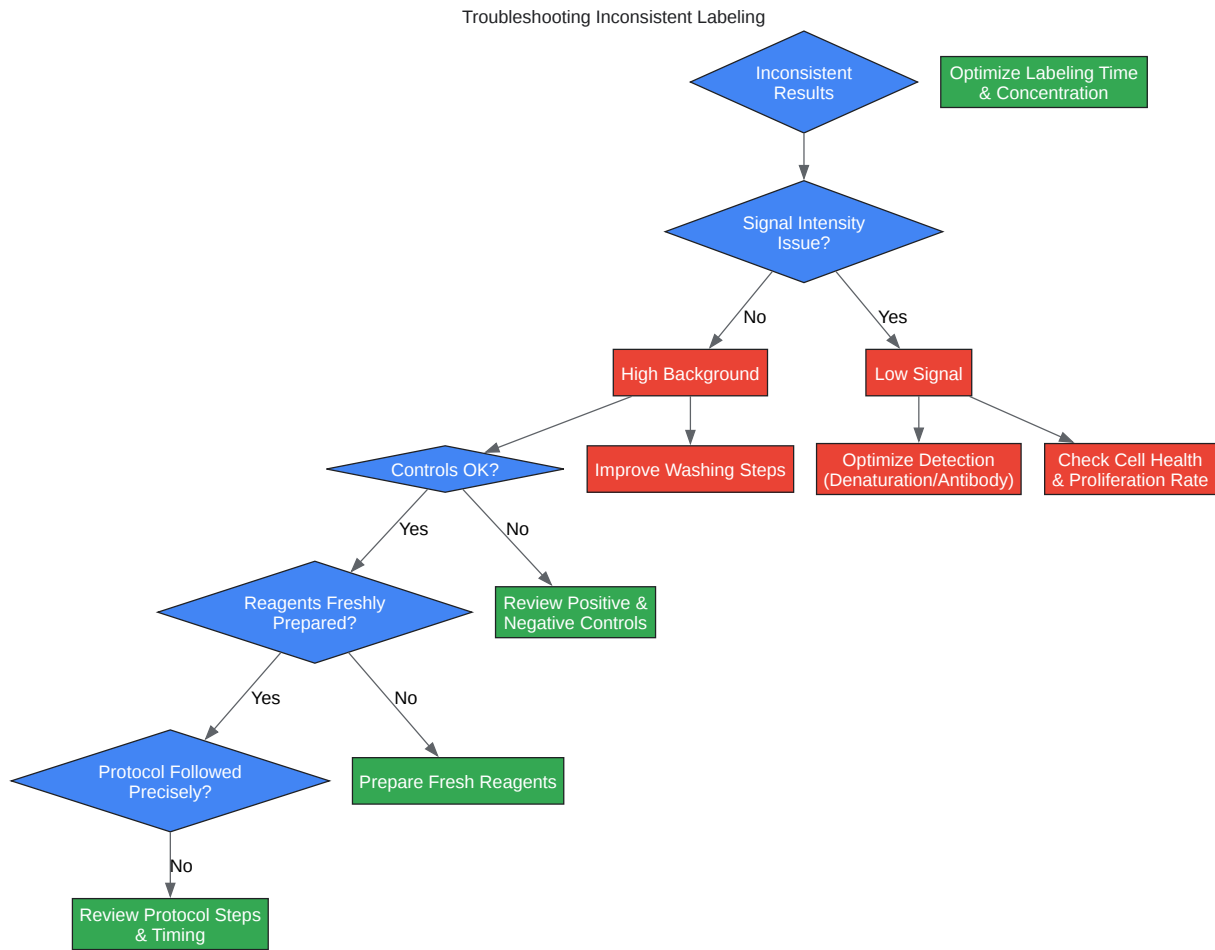 Troubleshooting Inconsistent Labeling
Inconsistent
Results
Optimize Labeling Time
& Concentration
Signal Intensity
Issue?
No
Yes
High Background
Low Signal
Controls OK?
Improve Washing Steps
Optimize Detection
(Denaturation/Antibody)
Check Cell Health
& Proliferation Rate
Yes
No
Reagents Freshly
Prepared?
Review Positive &
Negative Controls
Yes
No
Protocol Followed
Precisely?
Prepare Fresh Reagents
No
Review Protocol Steps
& Timing